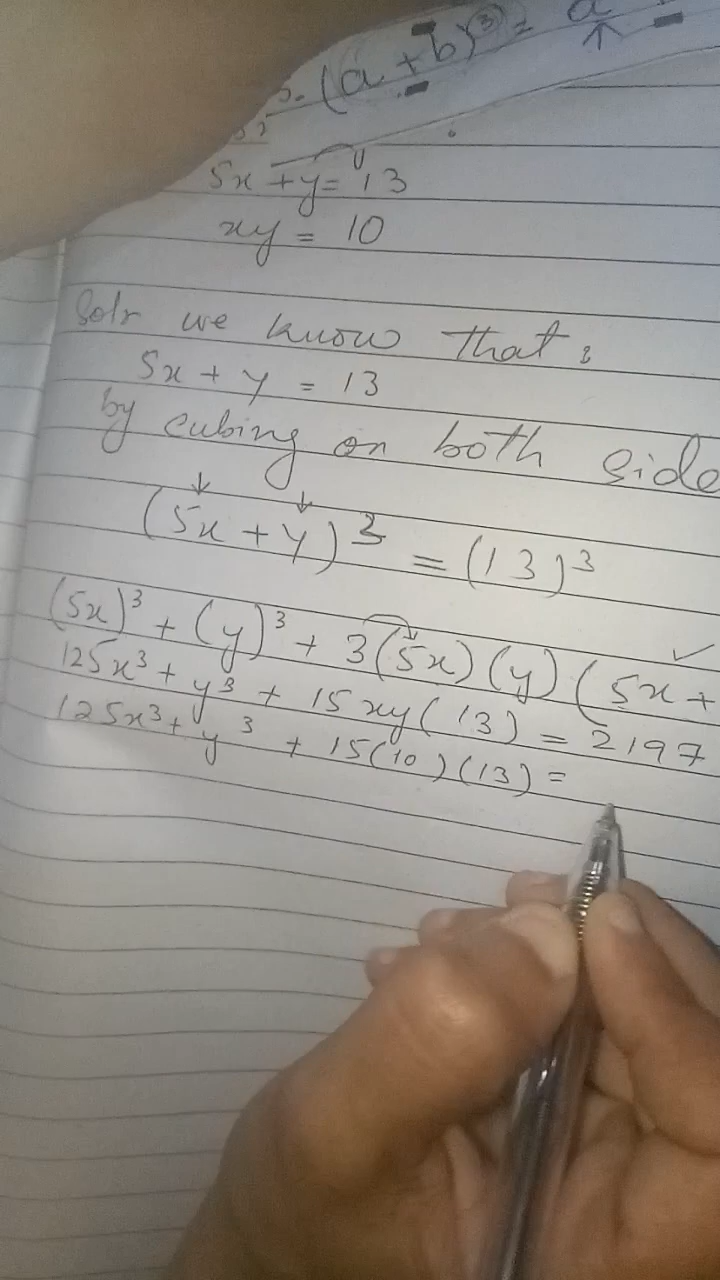 (a+b)³ = a
5x + y = 13
xy = 10
Soln we know that:
5x + y = 13
by cubing on both side
(5x + y)³ = (13)³
(5x)³ + (y)³ + 3(5x)(y)(5x+
125x³ + y³ + 15xy(13) = 2197
125x³ + y³ + 15(10)(13) =